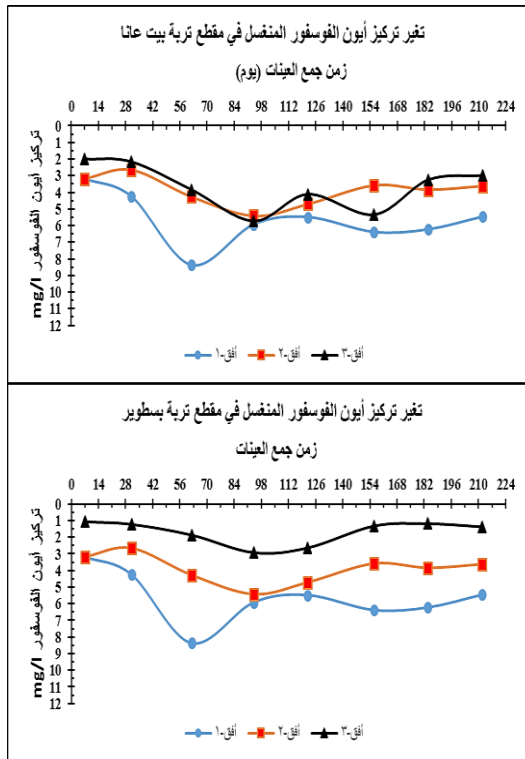 تغير تركيز أيون الفوسفور المنغسل في مقطع تربة بيت عانا
زمن جمع العينات (يوم)
0 14 28 42 56 70 84 98 112 126 140 154 168 182 196 210 224
0
1
2
3
4
5
6
7
8
9
10
11
12
تركيز أيون الفوسفور mg/l
أفق-١ أفق-٢ أفق-٣
تغير تركيز أيون الفوسفور المنغسل في مقطع تربة بسطوير
زمن جمع العينات
0 14 28 42 56 70 84 98 112 126 140 154 168 182 196 210 224
0
1
2
3
4
5
6
7
8
9
10
11
12
تركيز أيون الفوسفور mg/l
أفق-١ أفق-٢ أفق-٣